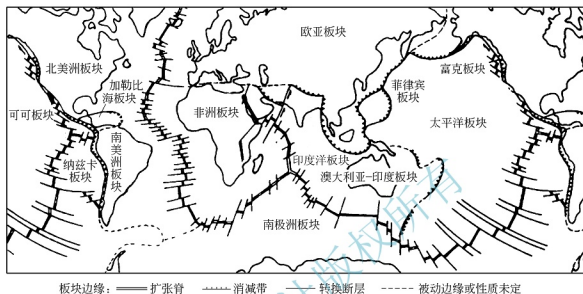 欧亚板块
北美洲板块
加勒比
海板块
菲律宾
板块
富克板块
可可板块
非洲板块
太平洋板块
纳兹卡
板块
南美洲板块
印度洋板块
澳大利亚-印度板块
南极洲板块
版权所有
板块边缘：
扩张脊
消减带
转换断层
被动边缘或性质未定